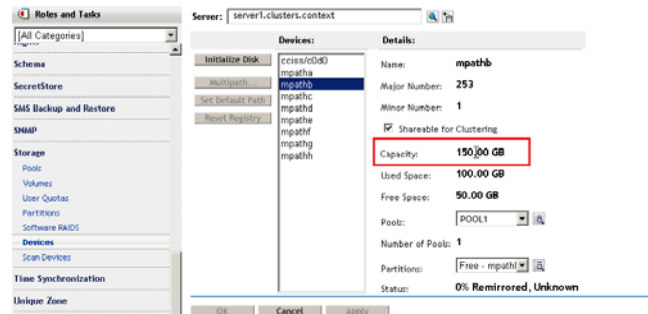 Roles and Tasks
[All Categories]
Schema
SecretStore
SMS Backup and Restore
SNMP
Storage
Pools
Volumes
User Quotas
Partitions
Software RAIDS
Devices
Scan Devices
Time Synchronization
Unique Zone
Server: server1.clusters.context
Devices:
Initialize Disk
Multipath...
Set Default Path
Reset Registry
cciss/c0d0
mpatha
mpathb
mpathc
mpathd
mpathe
mpathf
mpathg
mpathh
Details:
Name: mpathb
Major Number: 253
Minor Number: 1
Shareable for Clustering
Capacity: 150.00 GB
Used Space: 100.00 GB
Free Space: 50.00 GB
Pools: POOL1
Number of Pools: 1
Partitions: Free - mpathl
Status: 0% Remirrored, Unknown
OK Cancel Apply